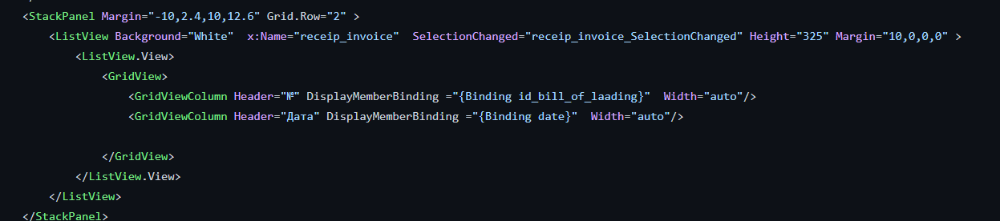 <StackPanel Margin="-10,2.4,10,12.6" Grid.Row="2" >
<ListView Background="White"  x:Name="receip_invoice"  SelectionChanged="receip_invoice_SelectionChanged" Height="325" Margin="10,0,0,0" >
<ListView.View>
<GridView>
<GridViewColumn Header="№" DisplayMemberBinding ="{Binding id_bill_of_laading}"  Width="auto"/>
<GridViewColumn Header="Дата" DisplayMemberBinding ="{Binding date}"  Width="auto"/>
</GridView>
</ListView.View>
</ListView>
</StackPanel>